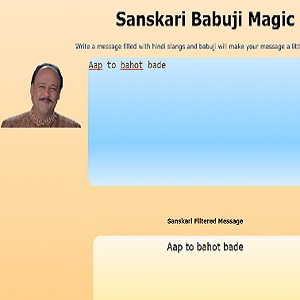 Sanskari Babuji Magic
Write a message filled with hindi slangs and babuji will make your message a litt
Aap to bahot bade
Sanskari Filtered Message
Aap to bahot bade